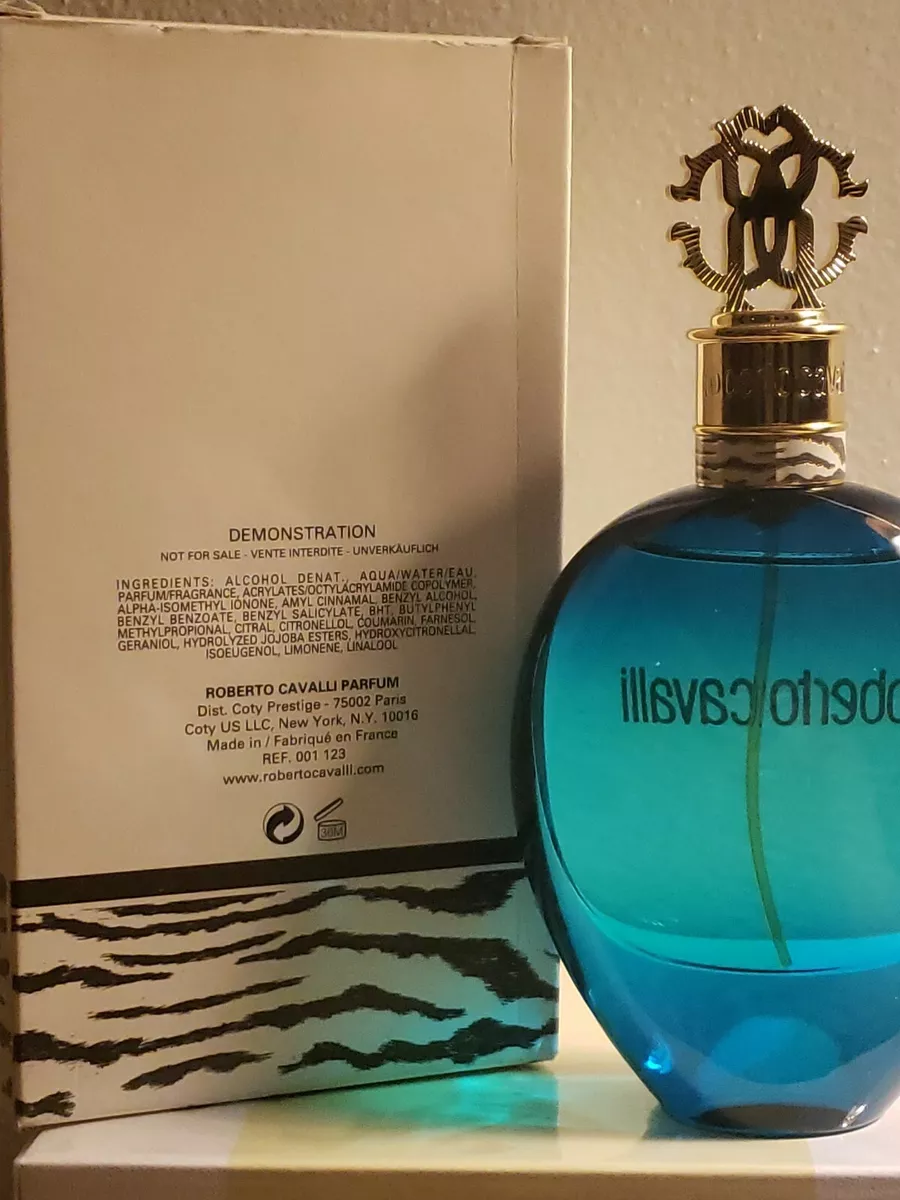 DEMONSTRATION
NOT FOR SALE - VENTE INTERDITE - UNVERKÄUFLICH
INGREDIENTS: ALCOHOL DENAT., AQUA/WATER/EAU,
PARFUM/FRAGRANCE, ACRYLATES/OCTYLACRYLAMIDE COPOLYMER,
ALPHA-ISOMETHYL IONONE, AMYL CINNAMAL, BENZYL ALCOHOL,
BENZYL BENZOATE, BENZYL SALICYLATE, BHT, BUTYLPHENYL
METHYLPROPIONAL, CITRAL, CITRONELLOL, COUMARIN, FARNESOL,
GERANIOL, HYDROLYZED JOJOBA ESTERS, HYDROXYCITRONELLAL,
ISOEUGENOL, LIMONENE, LINALOOL
ROBERTO CAVALLI PARFUM
Dist. Coty Prestige - 75002 Paris
Coty US LLC, New York, N.Y. 10016
Made in / Fabriqué en France
REF. 001 123
www.robertocavalli.com
36M
oberto cavalli